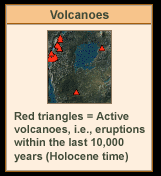 Volcanoes
Red triangles = Active
volcanoes, i.e., eruptions
within the last 10,000
years (Holocene time)